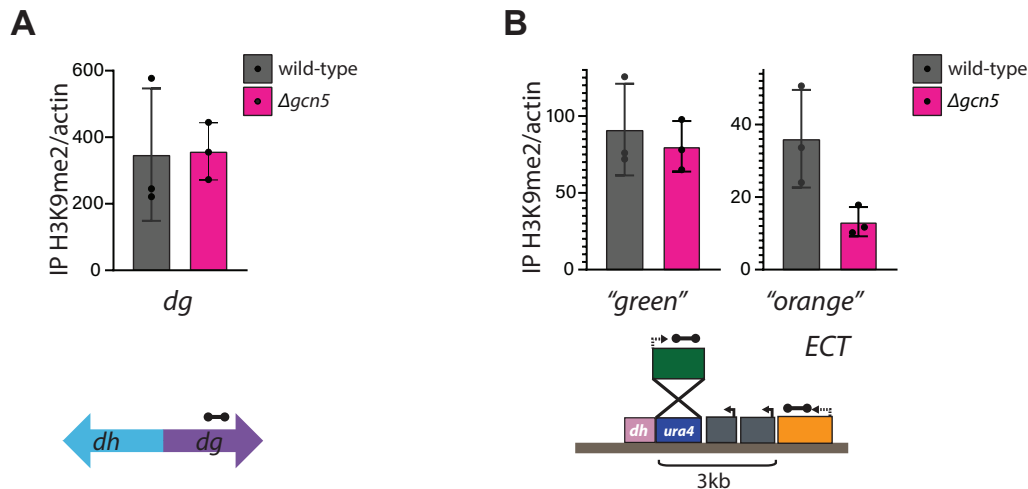 A
IP H3K9me2/actin
600
400
200
0
wild-type
Δgcn5
dg
dh
dg
B
IP H3K9me2/actin
100
50
0
40
20
0
wild-type
Δgcn5
"green"
"orange"
ECT
dh
ura4
3kb